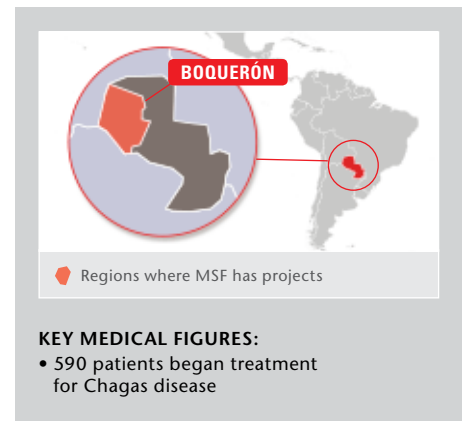 BOQUERÓN
Regions where MSF has projects
KEY MEDICAL FIGURES:
• 590 patients began treatment
for Chagas disease